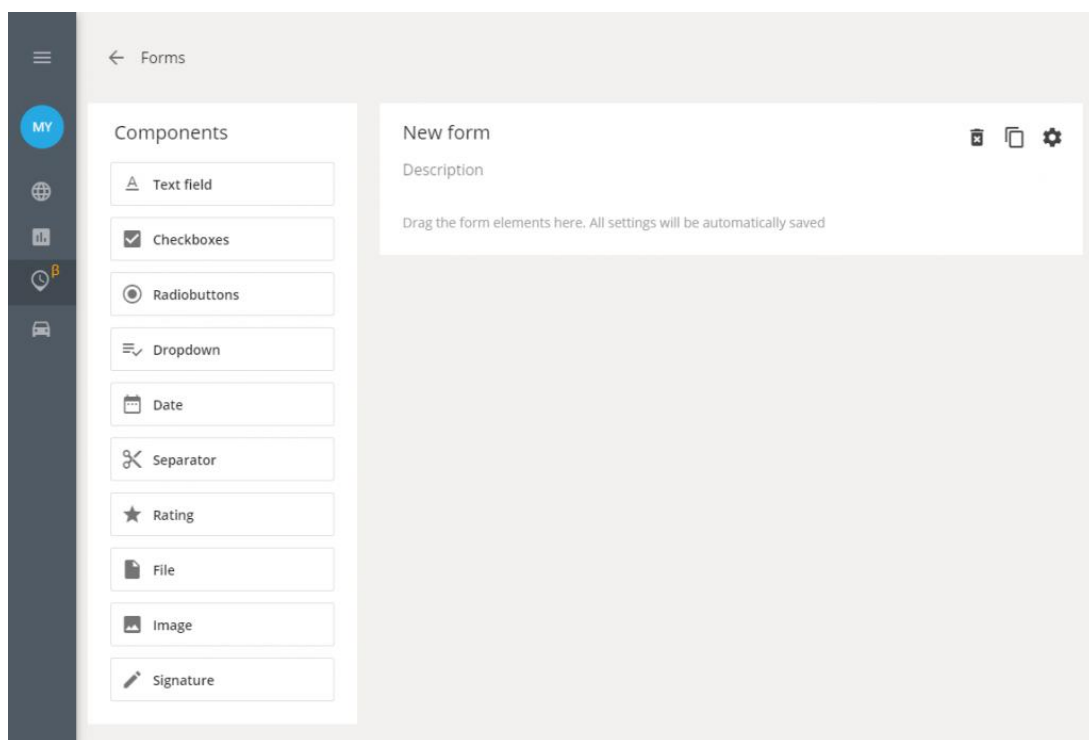 Forms
MY
β
Components
Text field
Checkboxes
Radiobuttons
Dropdown
Date
Separator
Rating
File
Image
Signature
New form
Description
Drag the form elements here. All settings will be automatically saved